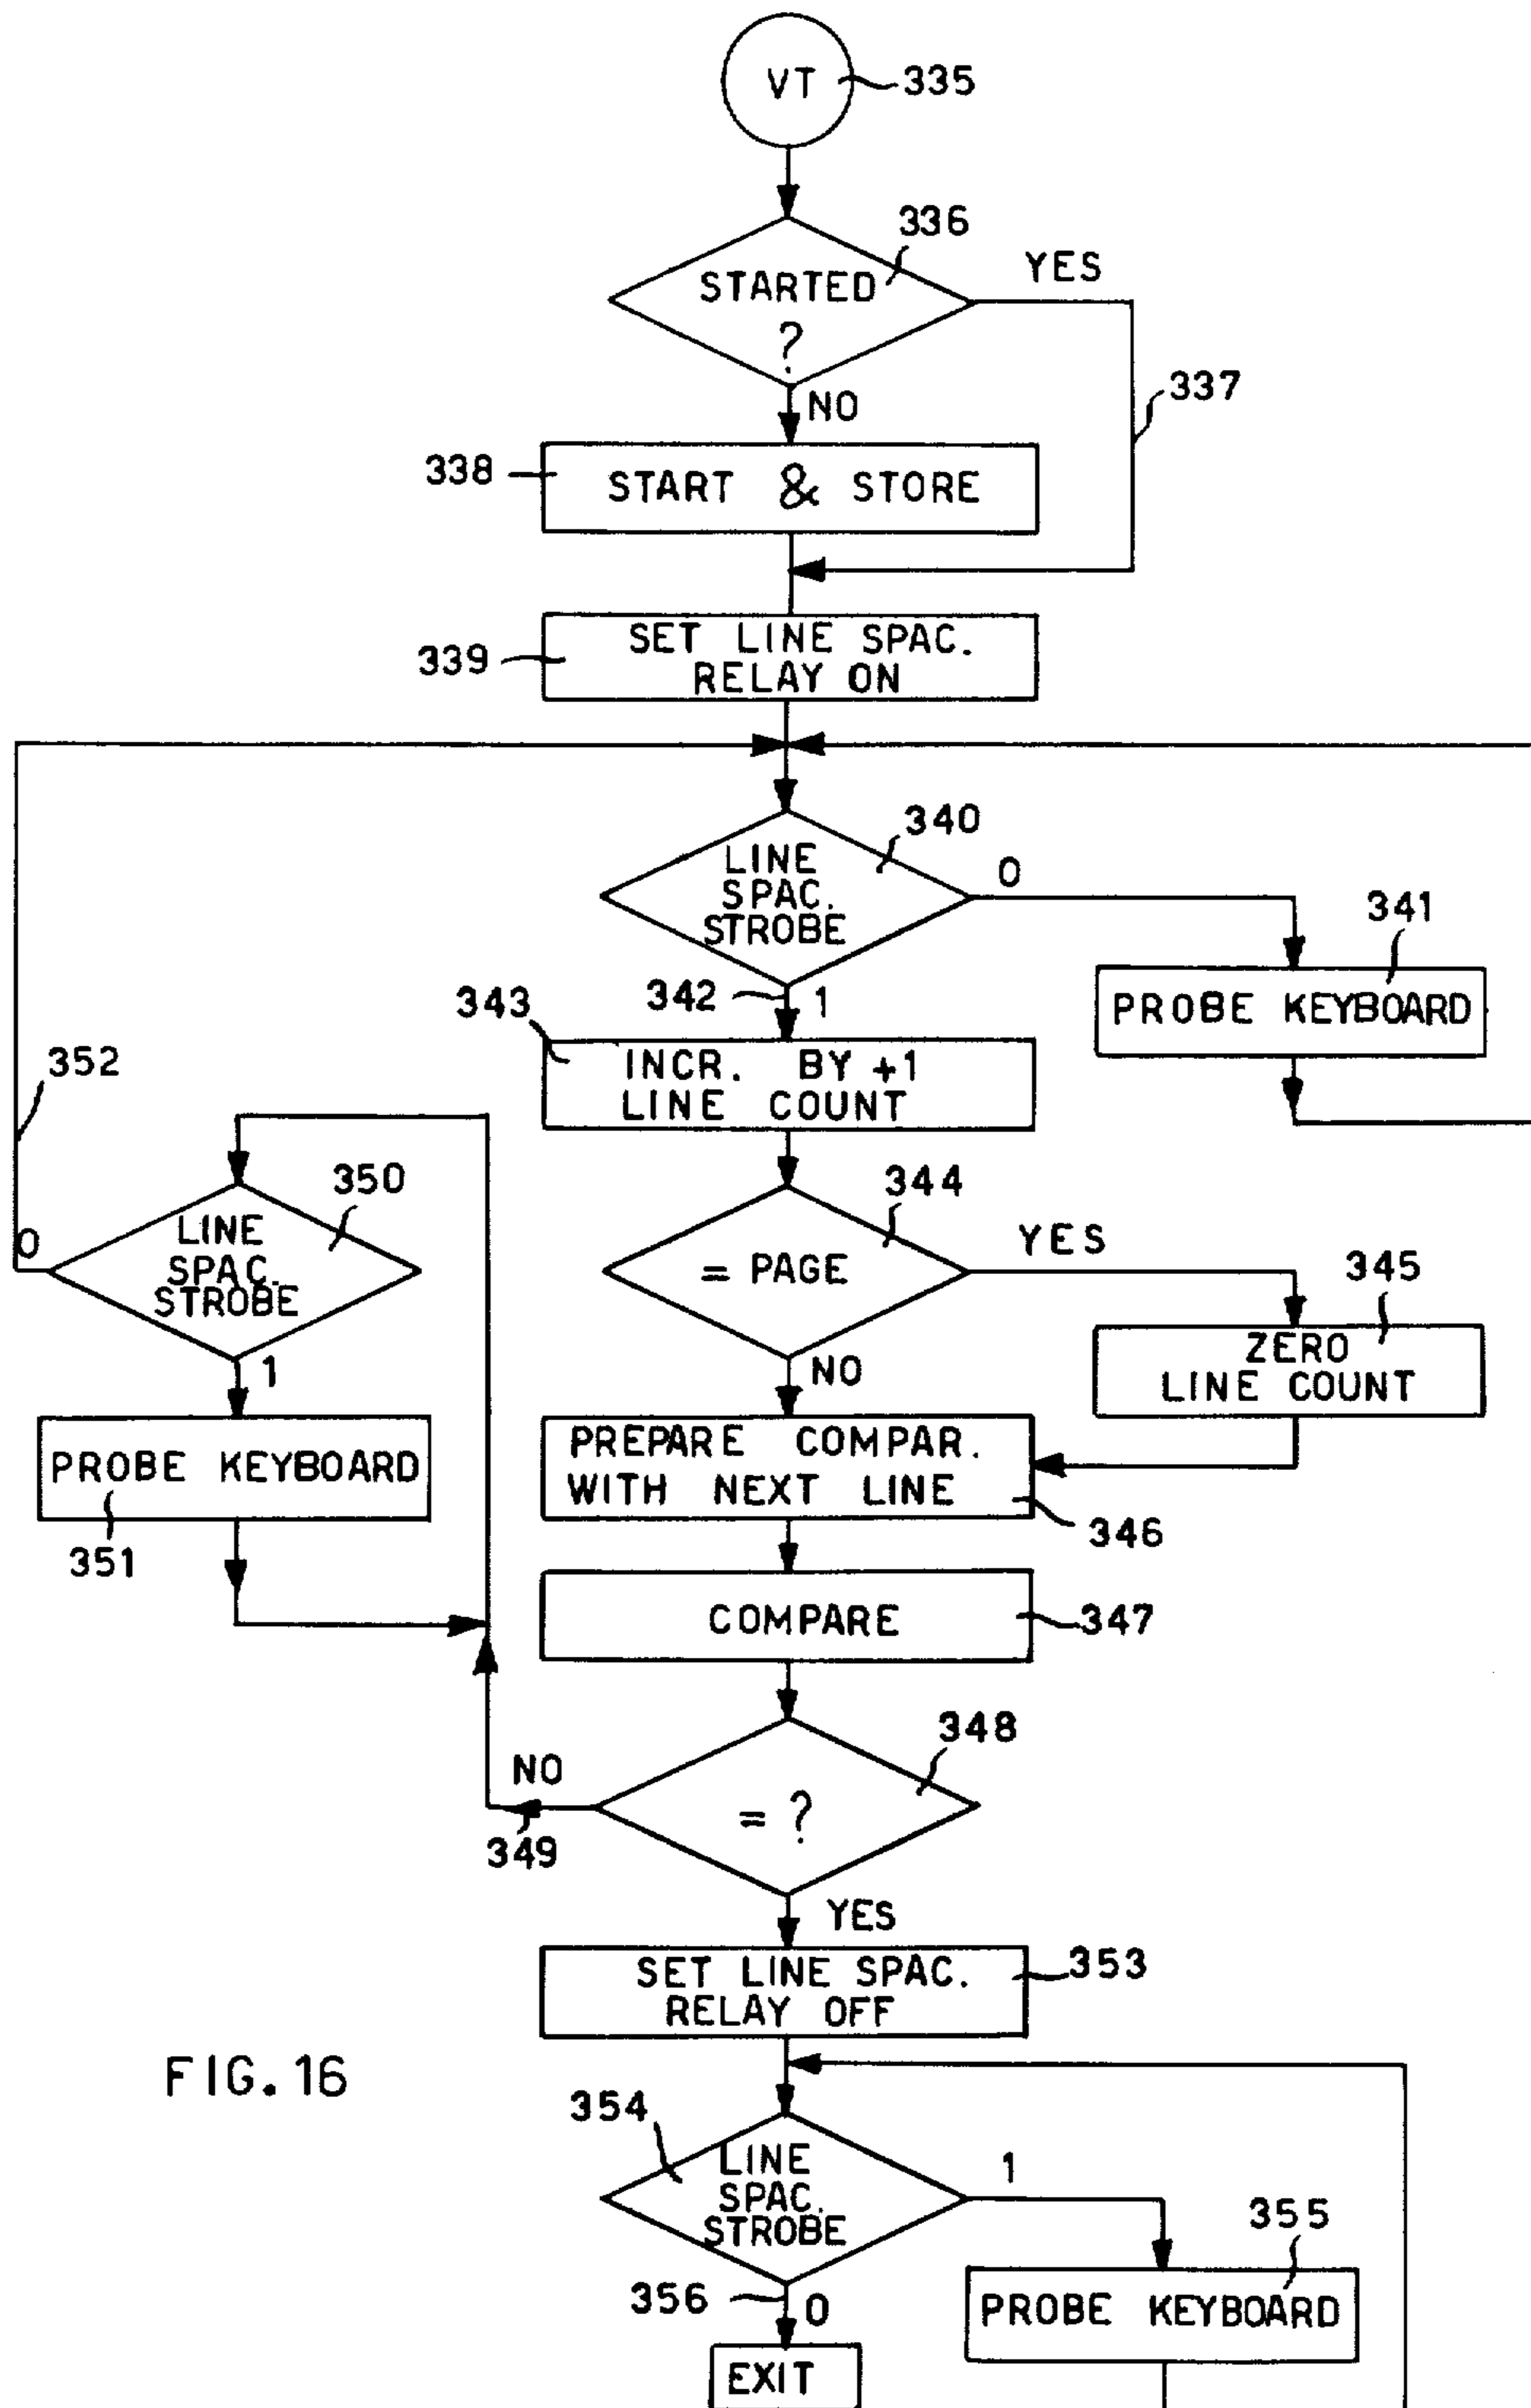 VT
335
336
STARTED
?
YES
337
NO
338
START & STORE
339
SET LINE SPAC.
RELAY ON
340
LINE
SPAC.
STROBE
0
341
PROBE KEYBOARD
342
1
343
INCR. BY +1
LINE COUNT
352
350
LINE
SPAC.
STROBE
0
1
PROBE KEYBOARD
351
344
= PAGE
YES
345
ZERO
LINE COUNT
NO
PREPARE COMPAR.
WITH NEXT LINE
346
COMPARE
347
348
= ?
NO
349
YES
SET LINE SPAC.
RELAY OFF
353
FIG. 16
354
LINE
SPAC.
STROBE
1
355
PROBE KEYBOARD
356
0
EXIT